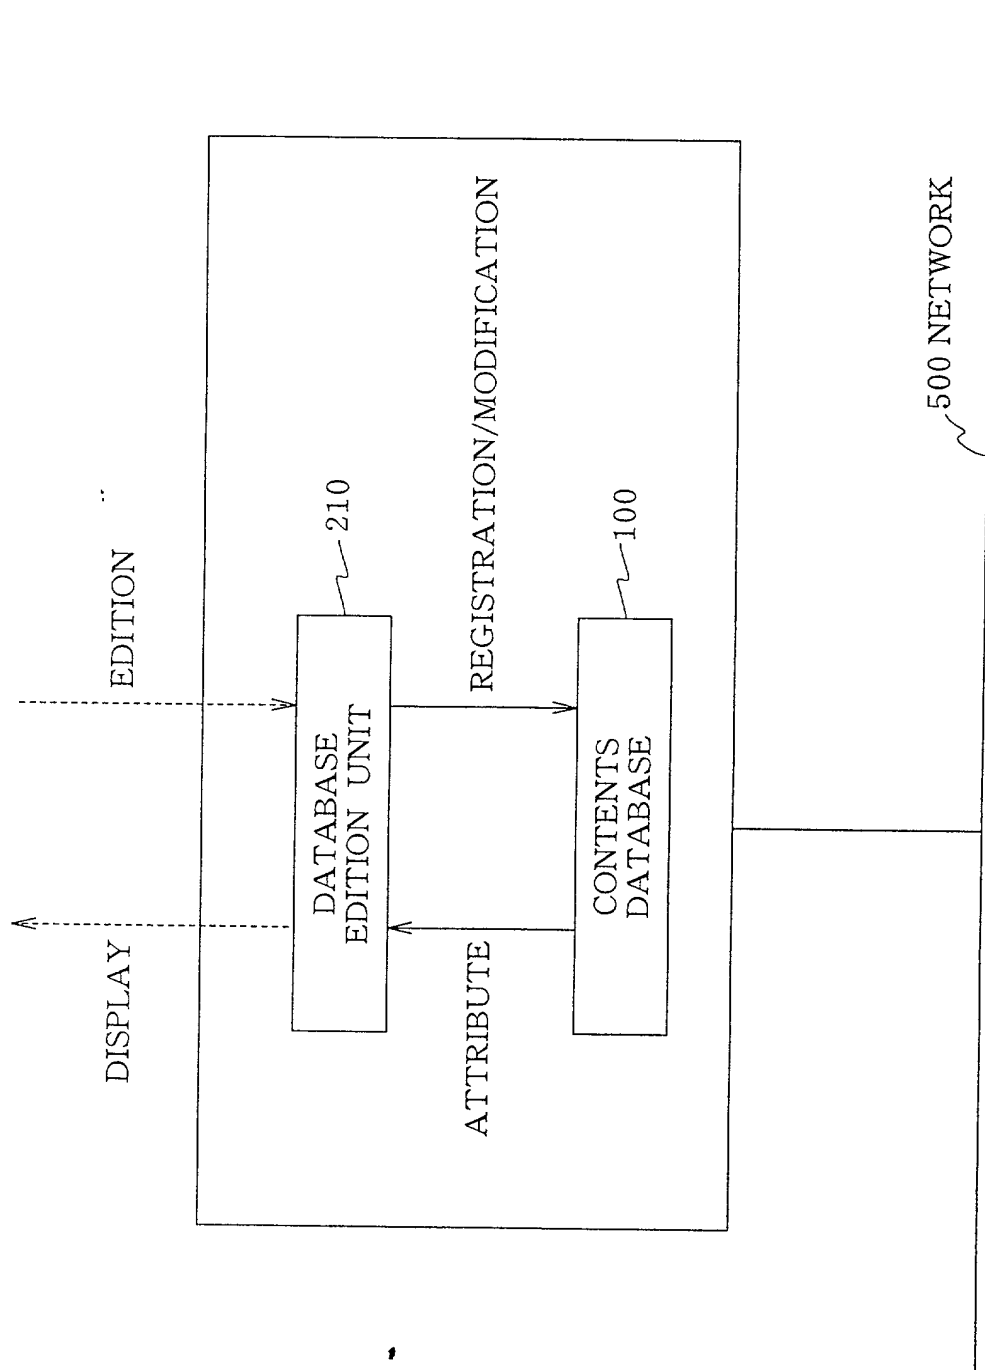 DISPLAY
EDITION
DATABASE
EDITION UNIT
210
ATTRIBUTE
REGISTRATION/MODIFICATION
CONTENTS
DATABASE
100
500 NETWORK